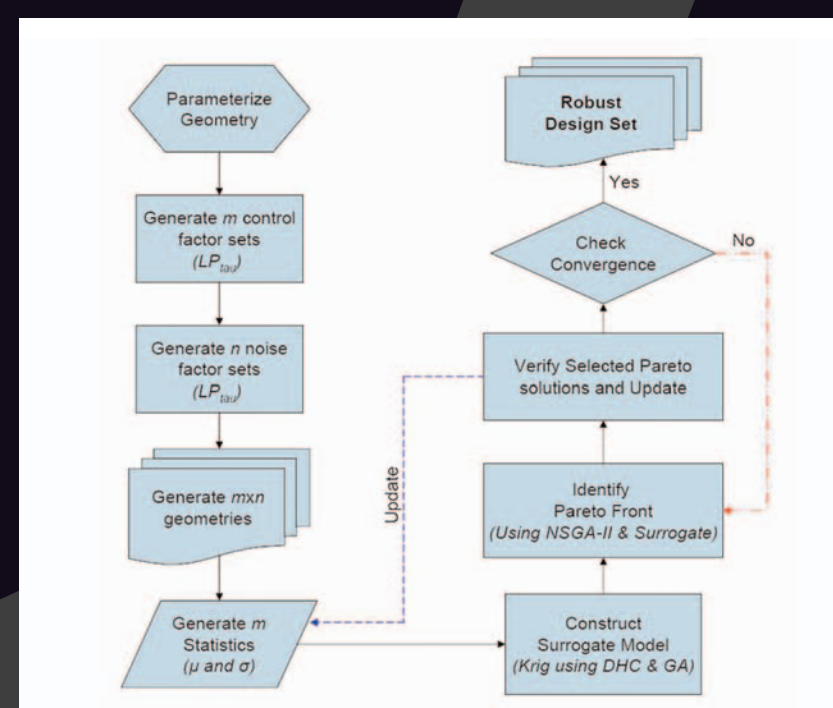 Parameterize
Geometry
Generate m control
factor sets
(LPtau)
Generate n noise
factor sets
(LPtau)
Generate mxn
geometries
Generate m
Statistics
(μ and σ)
Update
Robust
Design Set
Yes
Check
Convergence
No
Verify Selected Pareto
solutions and Update
Identify
Pareto Front
(Using NSGA-II & Surrogate)
Construct
Surrogate Model
(Krig using DHC & GA)